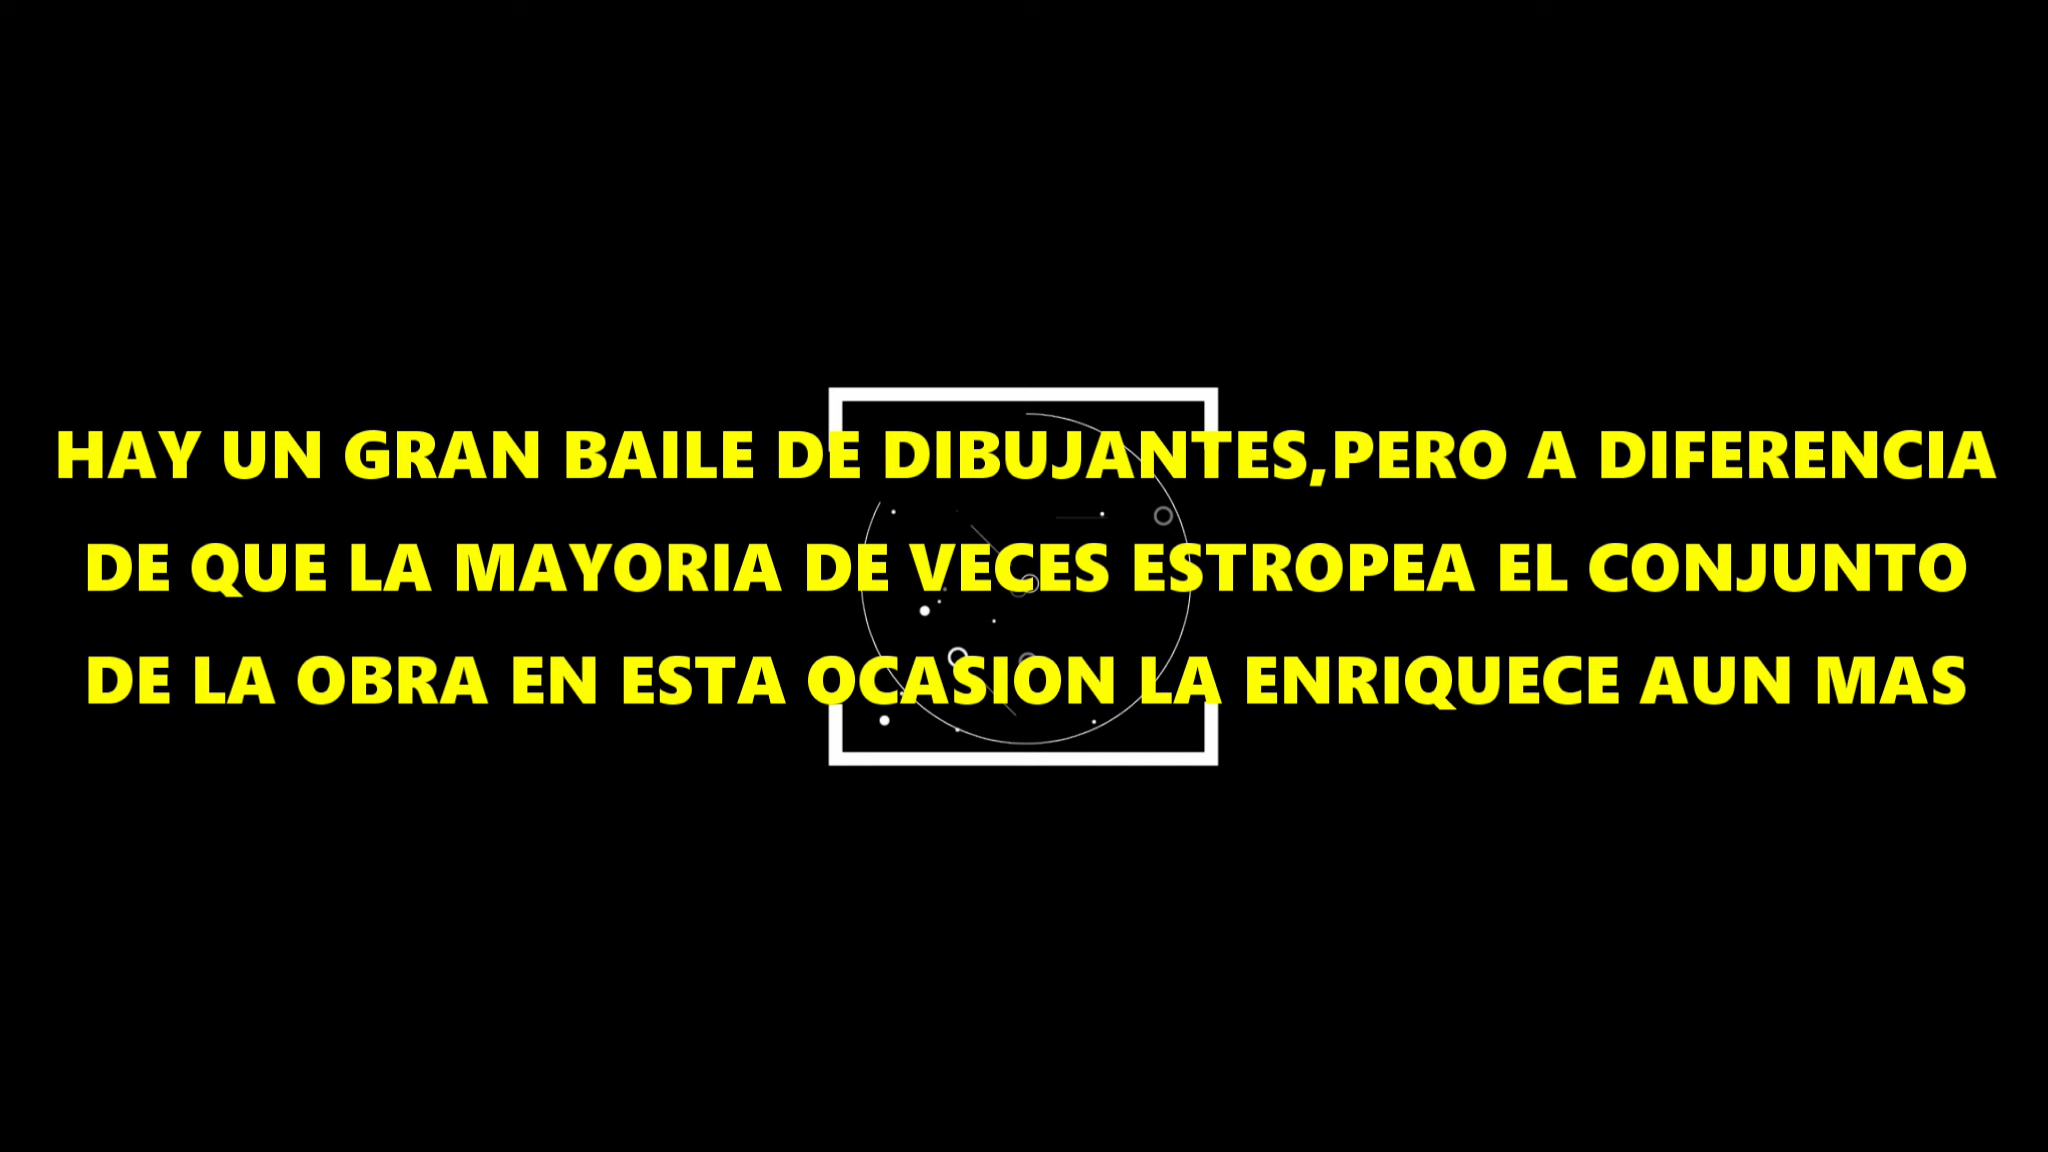 HAY UN GRAN BAILE DE DIBUJANTES,PERO A DIFERENCIA
DE QUE LA MAYORIA DE VECES ESTROPEA EL CONJUNTO
DE LA OBRA EN ESTA OCASION LA ENRIQUECE AUN MAS